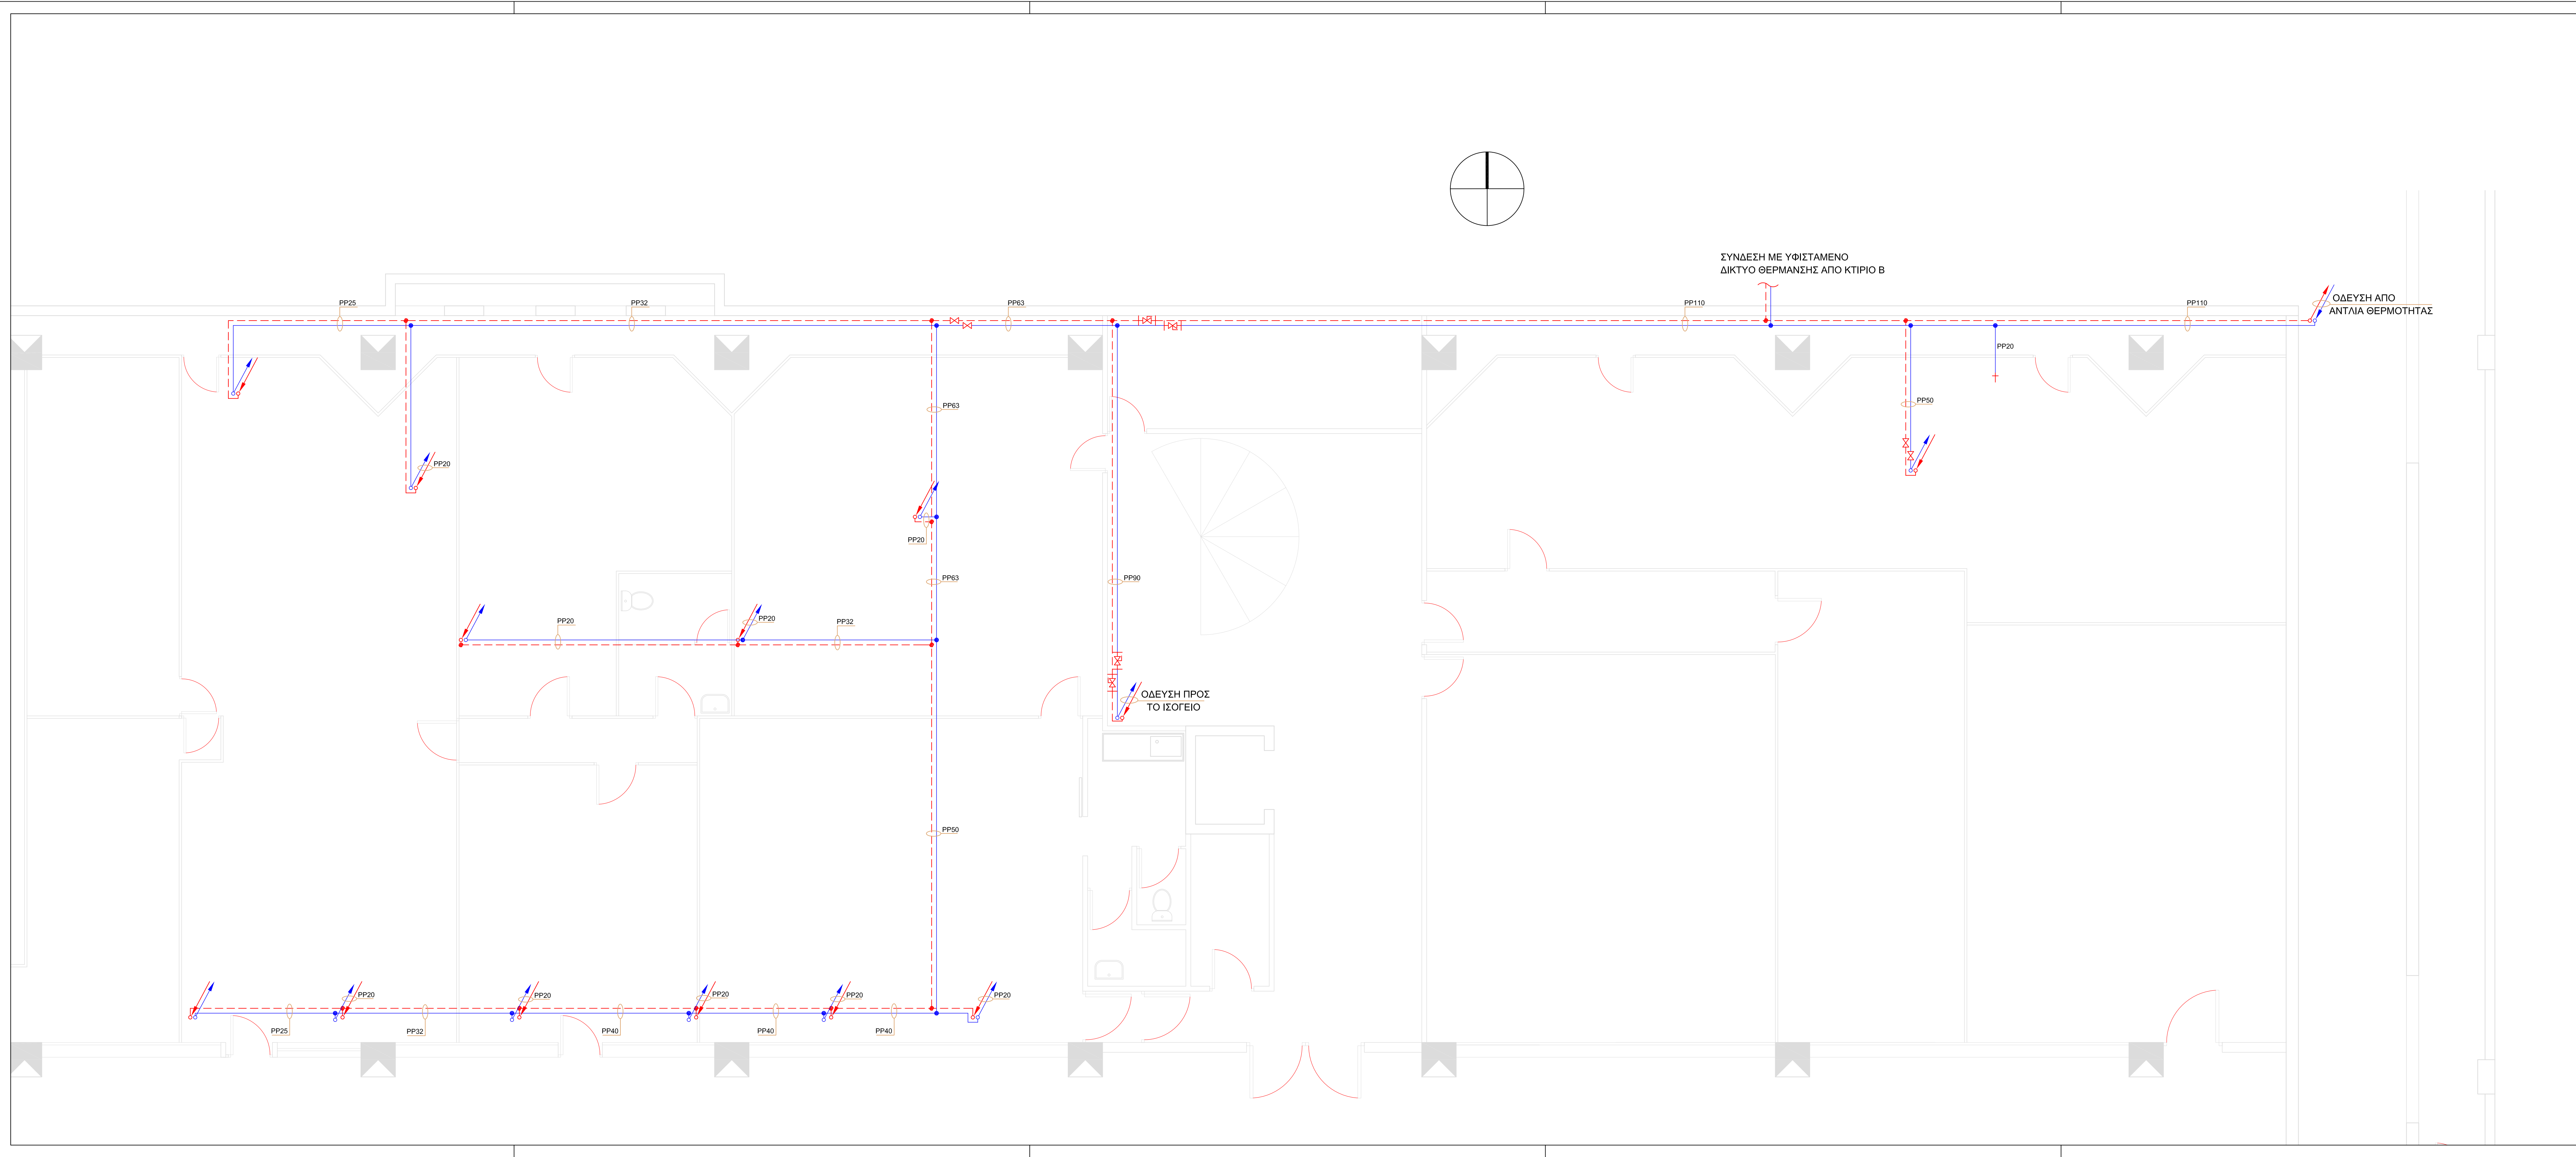 ΣΥΝΔΕΣΗ ΜΕ ΥΦΙΣΤΑΜΕΝΟ
ΔΙΚΤΥΟ ΘΕΡΜΑΝΣΗΣ ΑΠΟ ΚΤΙΡΙΟ Β
PP25
PP32
PP63
PP110
PP110
ΟΔΕΥΣΗ ΑΠΟ
ΑΝΤΛΙΑ ΘΕΡΜΟΤΗΤΑΣ
PP20
PP63
PP50
PP20
PP20
PP63
PP90
PP20
PP20
PP32
ΟΔΕΥΣΗ ΠΡΟΣ
ΤΟ ΙΣΟΓΕΙΟ
PP50
PP20
PP20
PP20
PP20
PP20
PP25
PP32
PP40
PP40
PP40